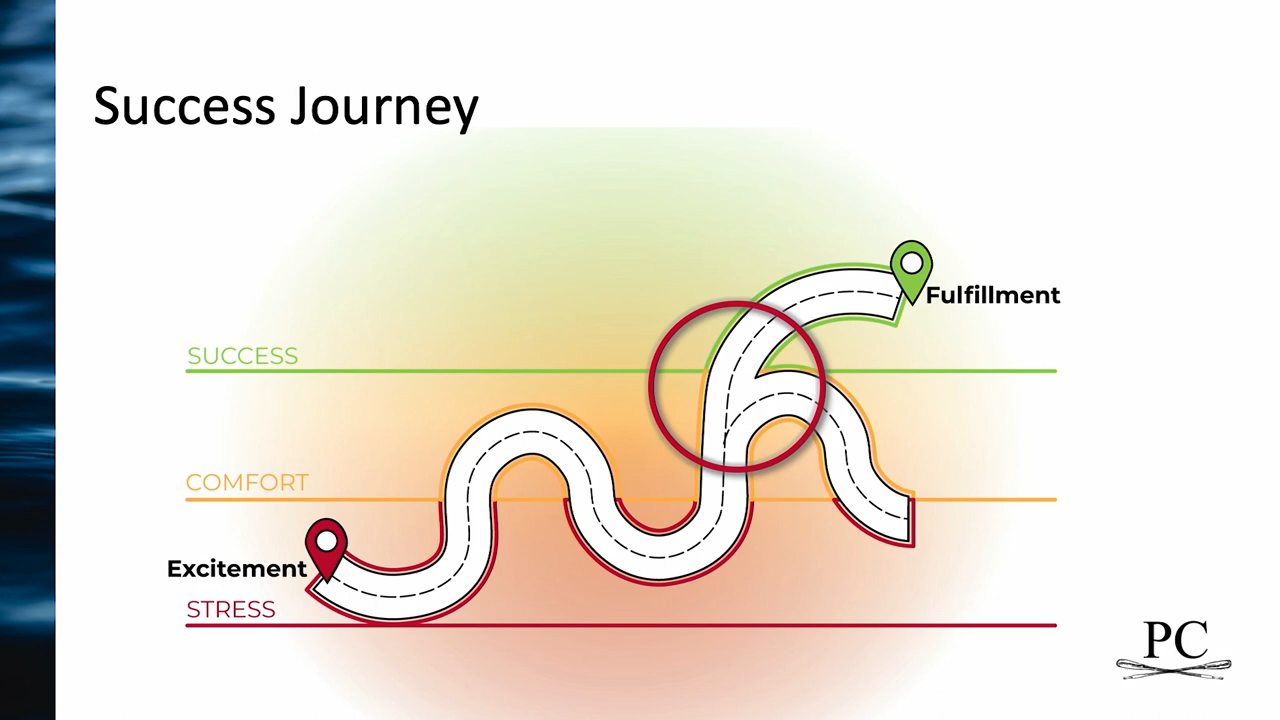 Success Journey
Fulfillment
SUCCESS
COMFORT
Excitement
STRESS
PC